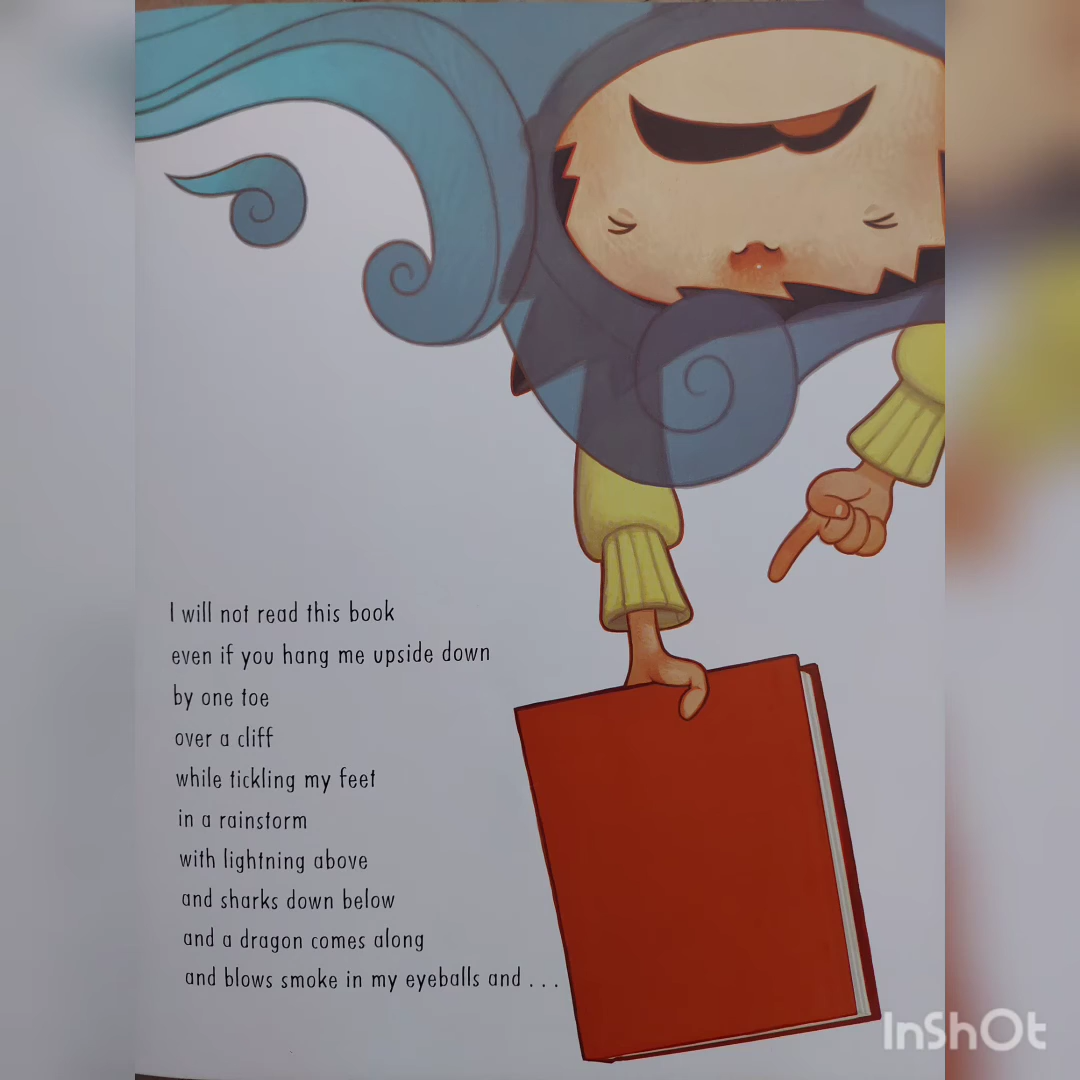 I will not read this book
even if you hang me upside down
by one toe
over a cliff
while tickling my feet
in a rainstorm
with lightning above
and sharks down below
and a dragon comes along
and blows smoke in my eyeballs and . . .
InShOt